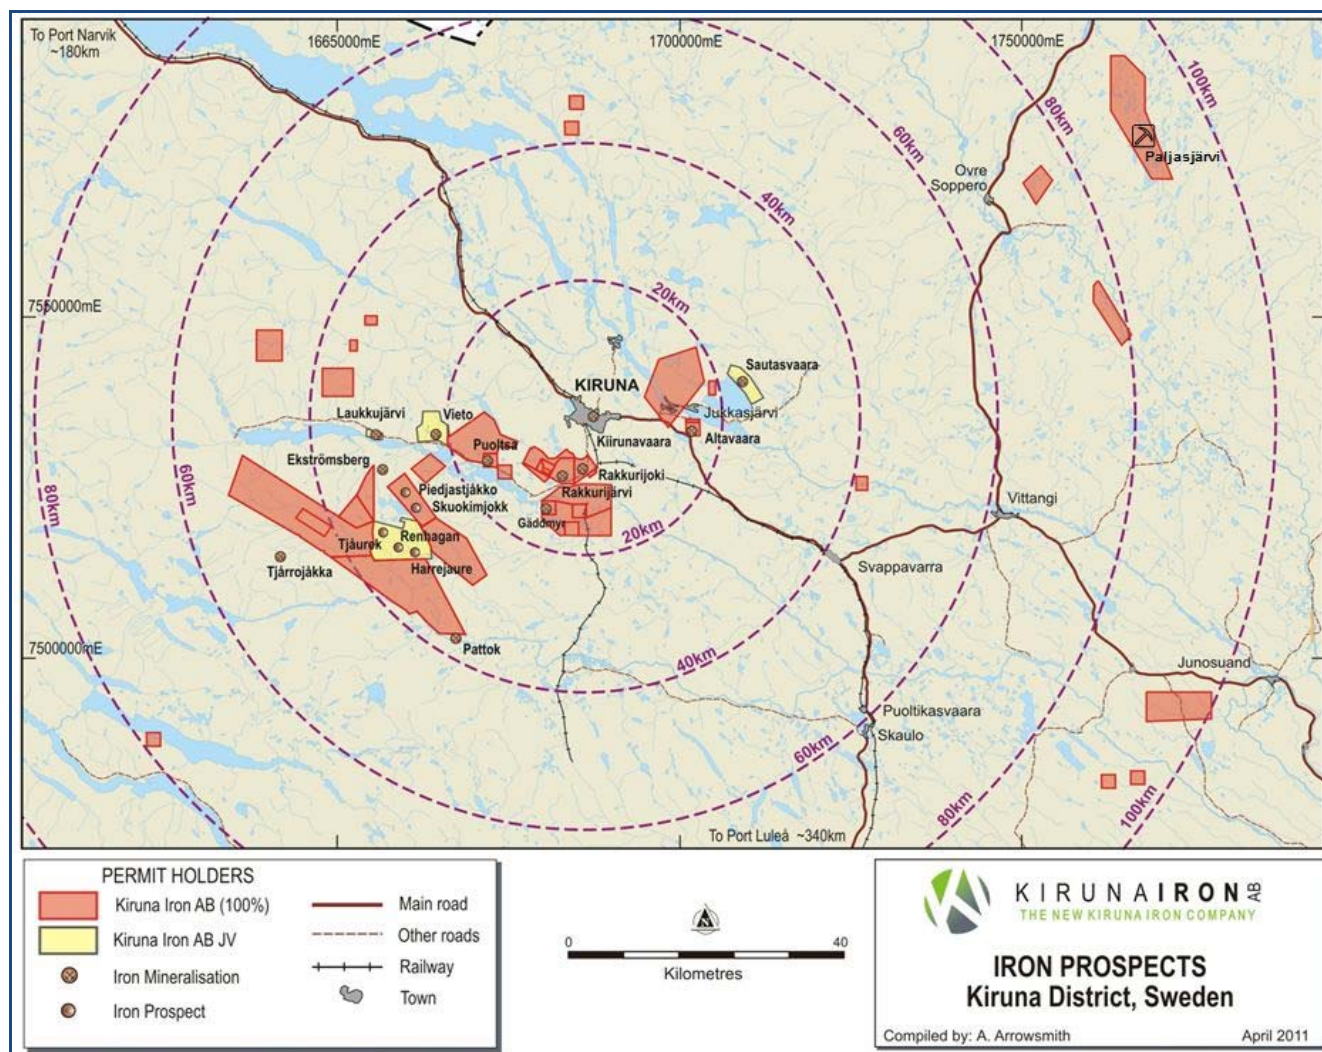 To Port Narvik
~180km
1665000mE
1700000mE
1750000mE
100km
80km
60km
Paljasjärvi
Ovre
Soppero
40km
7550000mE
20km
Sautasvaara
KIRUNA
Laukkujärvi
Vieto
Jukkasjärvi
Puoltsa
Kiirunavaara
Altavaara
Ekströmsberg
Rakkurijoki
Piedjastjåkko
Rakkurijärvi
60km
80km
Skuokimjokk
Vittangi
Gäddmyr
20km
Tjåurek
Renhagan
Harrejaure
Tjårrojåkka
Svappavarra
7500000mE
Pattok
40km
Junosuand
Puoltikasvaara
Skaulo
60km
80km
100km
To Port Luleå ~340km
PERMIT HOLDERS
Kiruna Iron AB (100%)
Kiruna Iron AB JV
Iron Mineralisation
Iron Prospect
Main road
Other roads
Railway
Town
N
0 40
Kilometres
KIRUNAIRON AB
THE NEW KIRUNA IRON COMPANY
IRON PROSPECTS
Kiruna District, Sweden
Compiled by: A. Arrowsmith April 2011